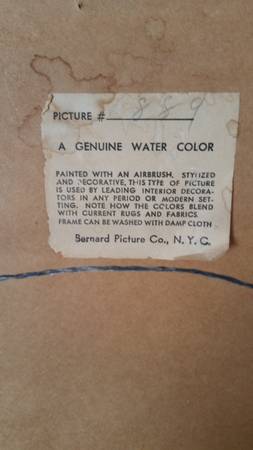 PICTURE # 889
A GENUINE WATER COLOR
PAINTED WITH AN AIRBRUSH, STYLIZED
AND DECORATIVE, THIS TYPE OF PICTURE
IS USED BY LEADING INTERIOR DECORA-
TORS IN ANY PERIOD OR MODERN SET-
TING. NOTE HOW THE COLORS BLEND
WITH CURRENT RUGS AND FABRICS.
FRAME CAN BE WASHED WITH DAMP CLOTH
Bernard Picture Co., N. Y. C.